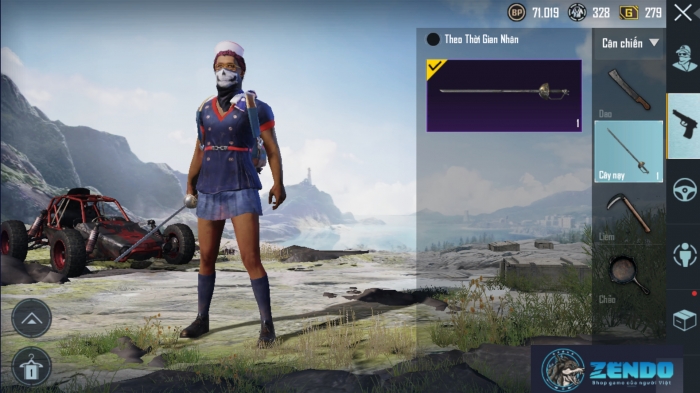 BP 71.019 328 G 279
Theo Thời Gian Nhận
Cận chiến
1
Dao
Cây nạy
1
Liềm
Chảo
ZENDO
Shop game của người Việt